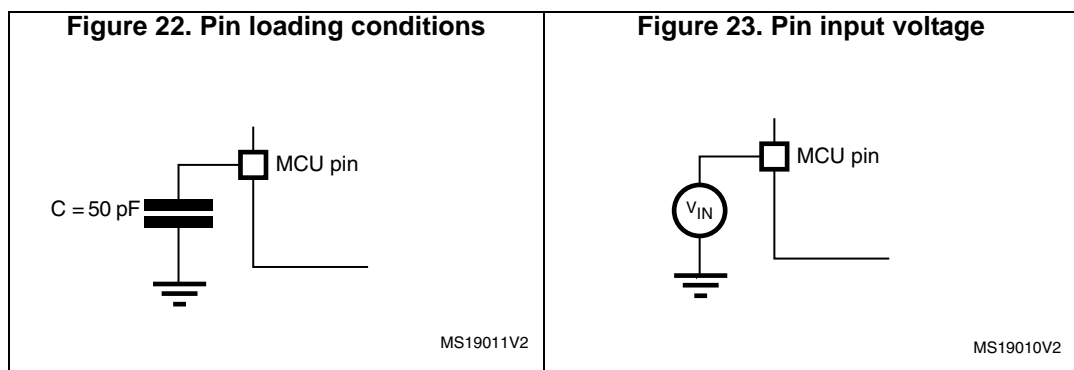 Figure 22. Pin loading conditions
MCU pin
C = 50 pF
MS19011V2
Figure 23. Pin input voltage
MCU pin
VIN
MS19010V2